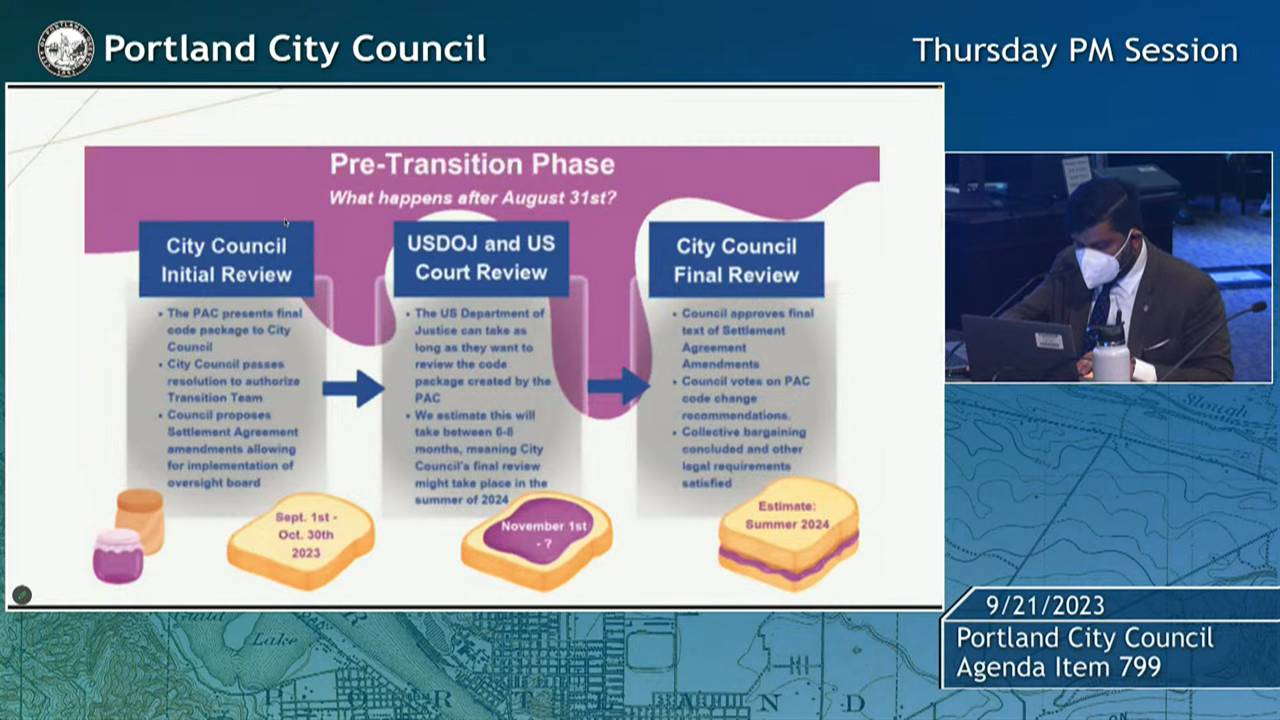 Portland City Council
Thursday PM Session
Pre-Transition Phase
What happens after August 31st?
City Council
Initial Review
• The PAC presents final
code package to City
Council
• City Council passes
resolution to authorize
Transition Team
• Council proposes
Settlement Agreement
amendments allowing
for implementation of
oversight board
Sept. 1st -
Oct. 30th
2023
USDOJ and US
Court Review
• The US Department of
Justice can take as
long as they want to
review the code
package created by the
PAC
• We estimate this will
take between 6-8
months, meaning City
Council's final review
might take place in the
summer of 2024
November 1st
- ?
City Council
Final Review
• Council approves final
text of Settlement
Agreement
Amendments
• Council votes on PAC
code change
recommendations.
• Collective bargaining
concluded and other
legal requirements
satisfied
Estimate:
Summer 2024
Slough
Guild
Lake
R T L A N D
9/21/2023
Portland City Council
Agenda Item 799